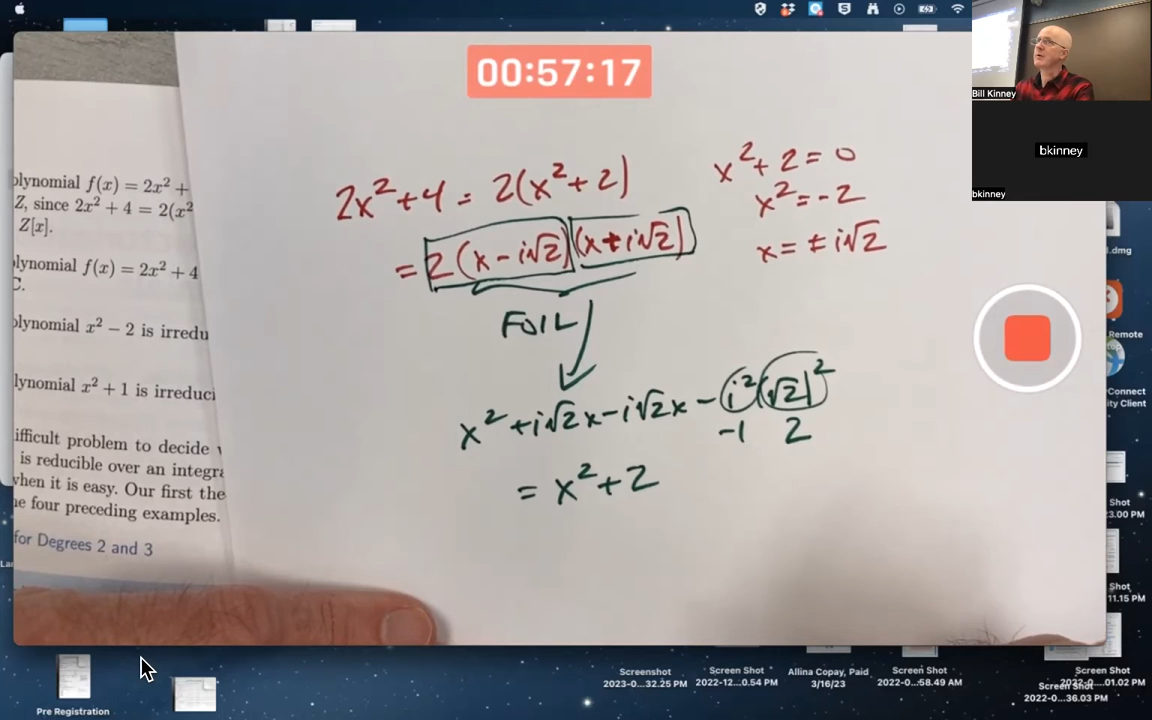 00:57:17
Bill Kinney
bkinney
bkinney
olynomial f(x) = 2x² +
Z, since 2x² + 4 = 2(x²
Z[x].
olynomial f(x) = 2x² + 4
C.
olynomial x² − 2 is irredu
lynomial x² + 1 is irreduci
ifficult problem to decide
is reducible over an integra
when it is easy. Our first the
e four preceding examples.
for Degrees 2 and 3
2x²+4 = 2(x²+2)
= 2(x-i√2)(x+i√2)
x²+2=0
x²=-2
x=±i√2
FOIL
x²+i√2x-i√2x-i²(√2)²
-1 2
= x²+2
.dmg
Remote
Connect
ity Client
Shot
3.00 PM
Shot
11.15 PM
Screenshot
2023-0...32.25 PM
Screen Shot
2022-12...0.54 PM
Allina Copay, Paid
3/16/23
Screen Shot
2022-0...:58.49 AM
Screen Shot
2022-0....01.02 PM
Screen Shot
2022-0...36.03 PM
Pre Registration